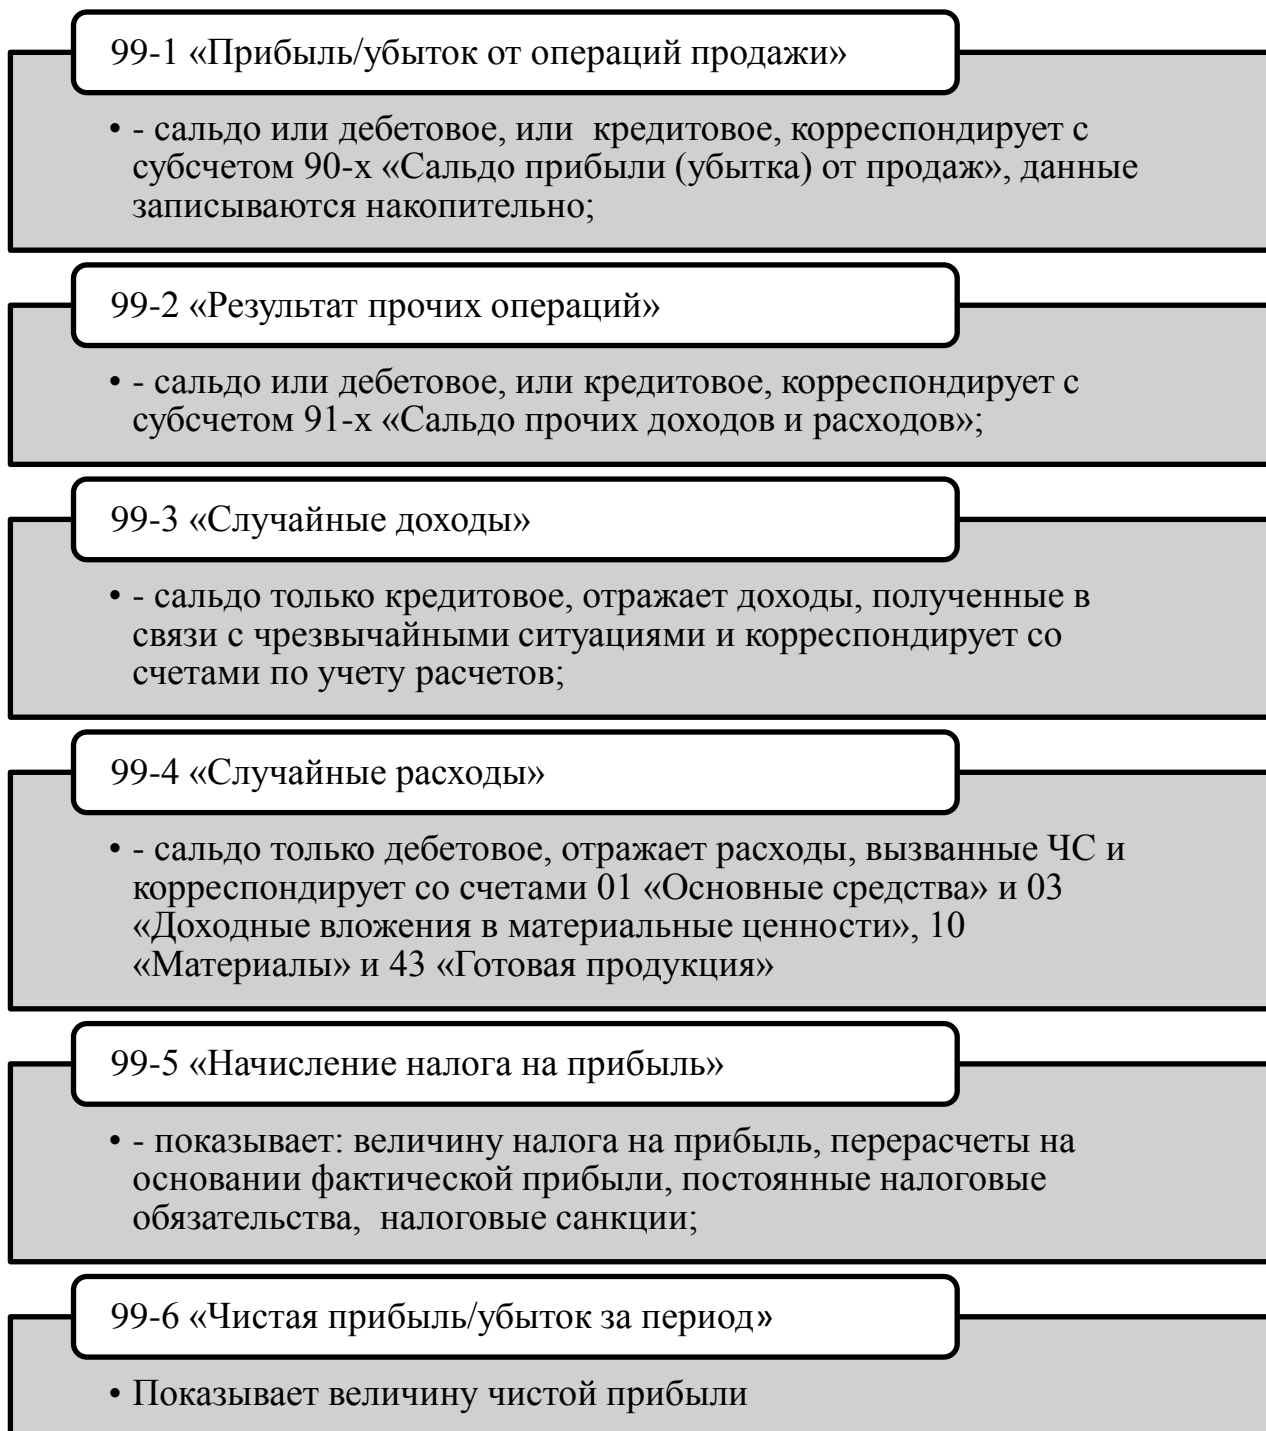 99-1 «Прибыль/убыток от операций продажи»
• - сальдо или дебетовое, или  кредитовое, корреспондирует с
субсчетом 90-х «Сальдо прибыли (убытка) от продаж», данные
записываются накопительно;
99-2 «Результат прочих операций»
• - сальдо или дебетовое, или кредитовое, корреспондирует с
субсчетом 91-х «Сальдо прочих доходов и расходов»;
99-3 «Случайные доходы»
• - сальдо только кредитовое, отражает доходы, полученные в
связи с чрезвычайными ситуациями и корреспондирует со
счетами по учету расчетов;
99-4 «Случайные расходы»
• - сальдо только дебетовое, отражает расходы, вызванные ЧС и
корреспондирует со счетами 01 «Основные средства» и 03
«Доходные вложения в материальные ценности», 10
«Материалы» и 43 «Готовая продукция»
99-5 «Начисление налога на прибыль»
• - показывает: величину налога на прибыль, перерасчеты на
основании фактической прибыли, постоянные налоговые
обязательства,  налоговые санкции;
99-6 «Чистая прибыль/убыток за период»
• Показывает величину чистой прибыли